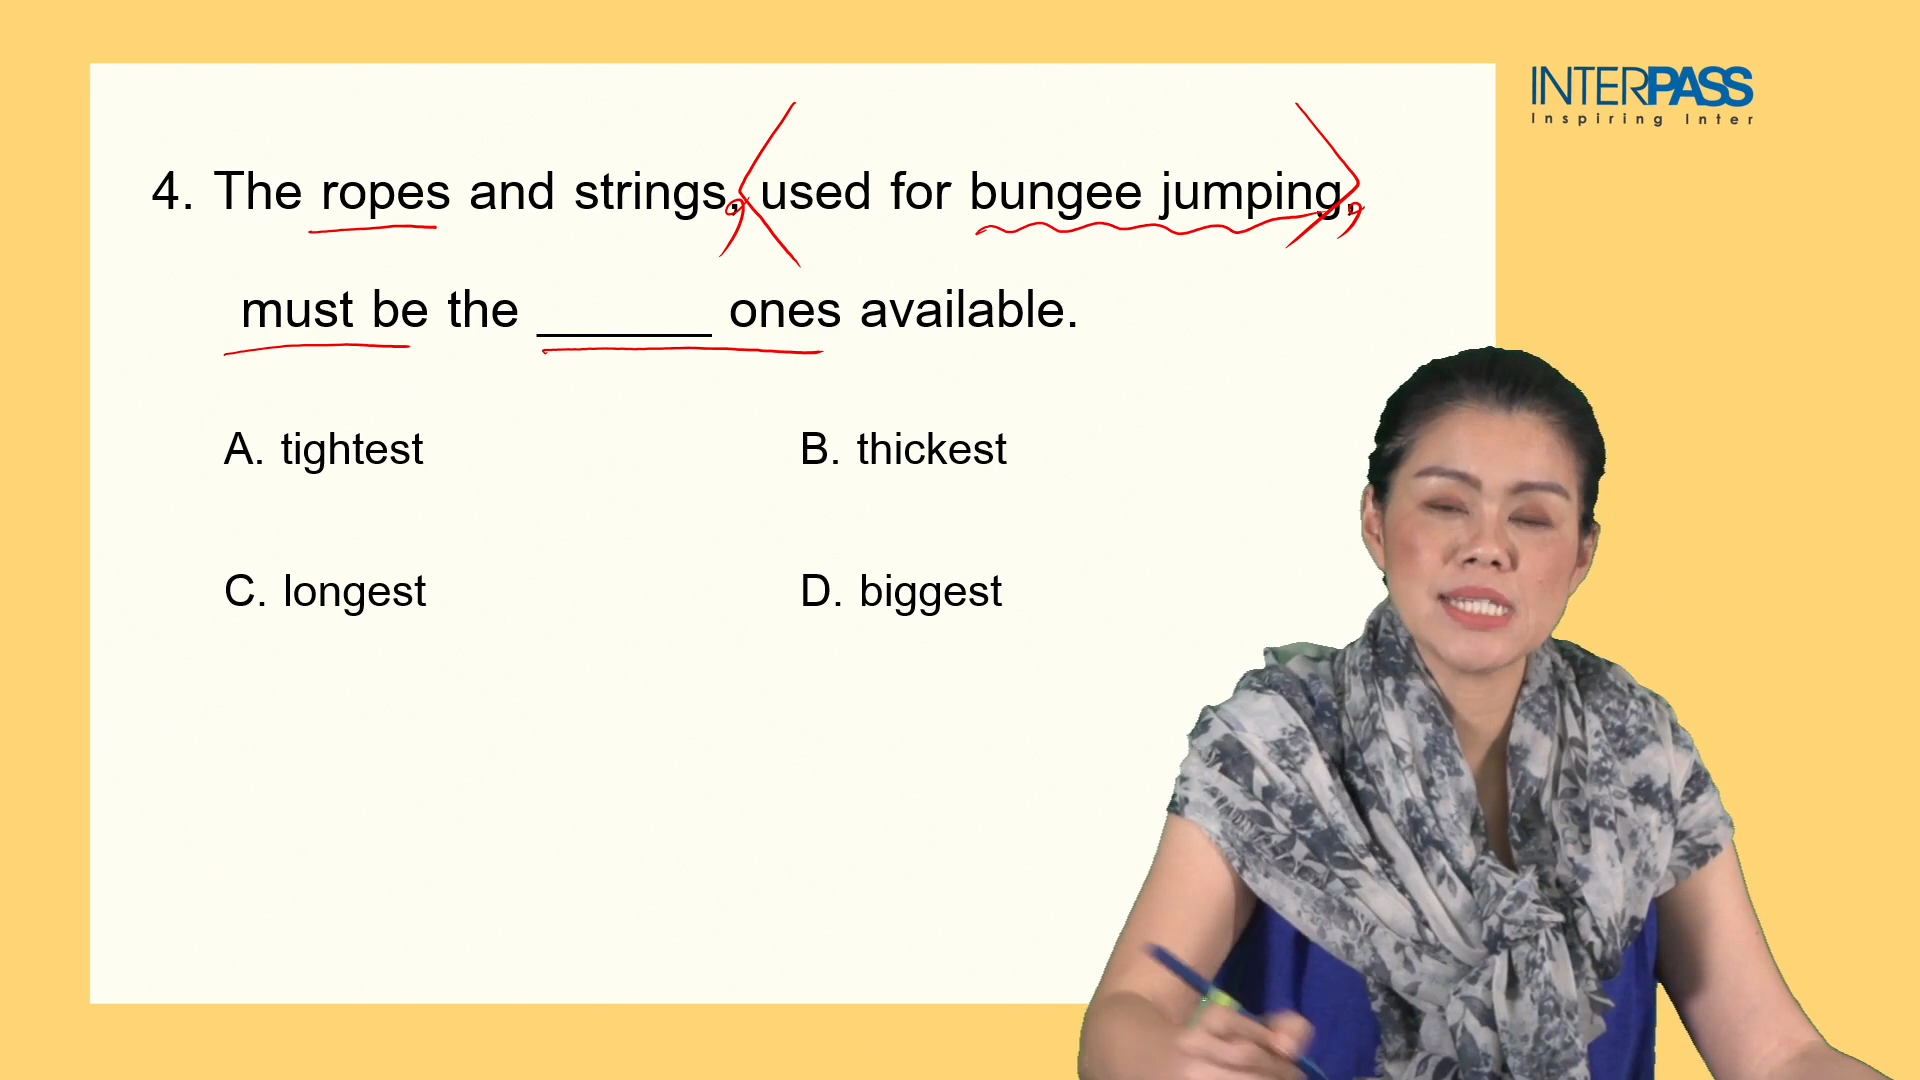 INTERPASS
Inspiring Inter
4. The ropes and strings, used for bungee jumping,
must be the ______ ones available.
A. tightest
B. thickest
C. longest
D. biggest